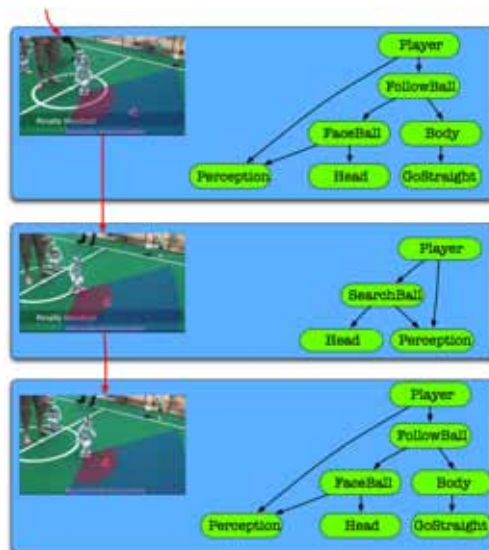 Player
FollowBall
FaceBall
Body
Perception
Head
GoStraight
Player
SearchBall
Head
Perception
Player
FollowBall
FaceBall
Body
Perception
Head
GoStraight